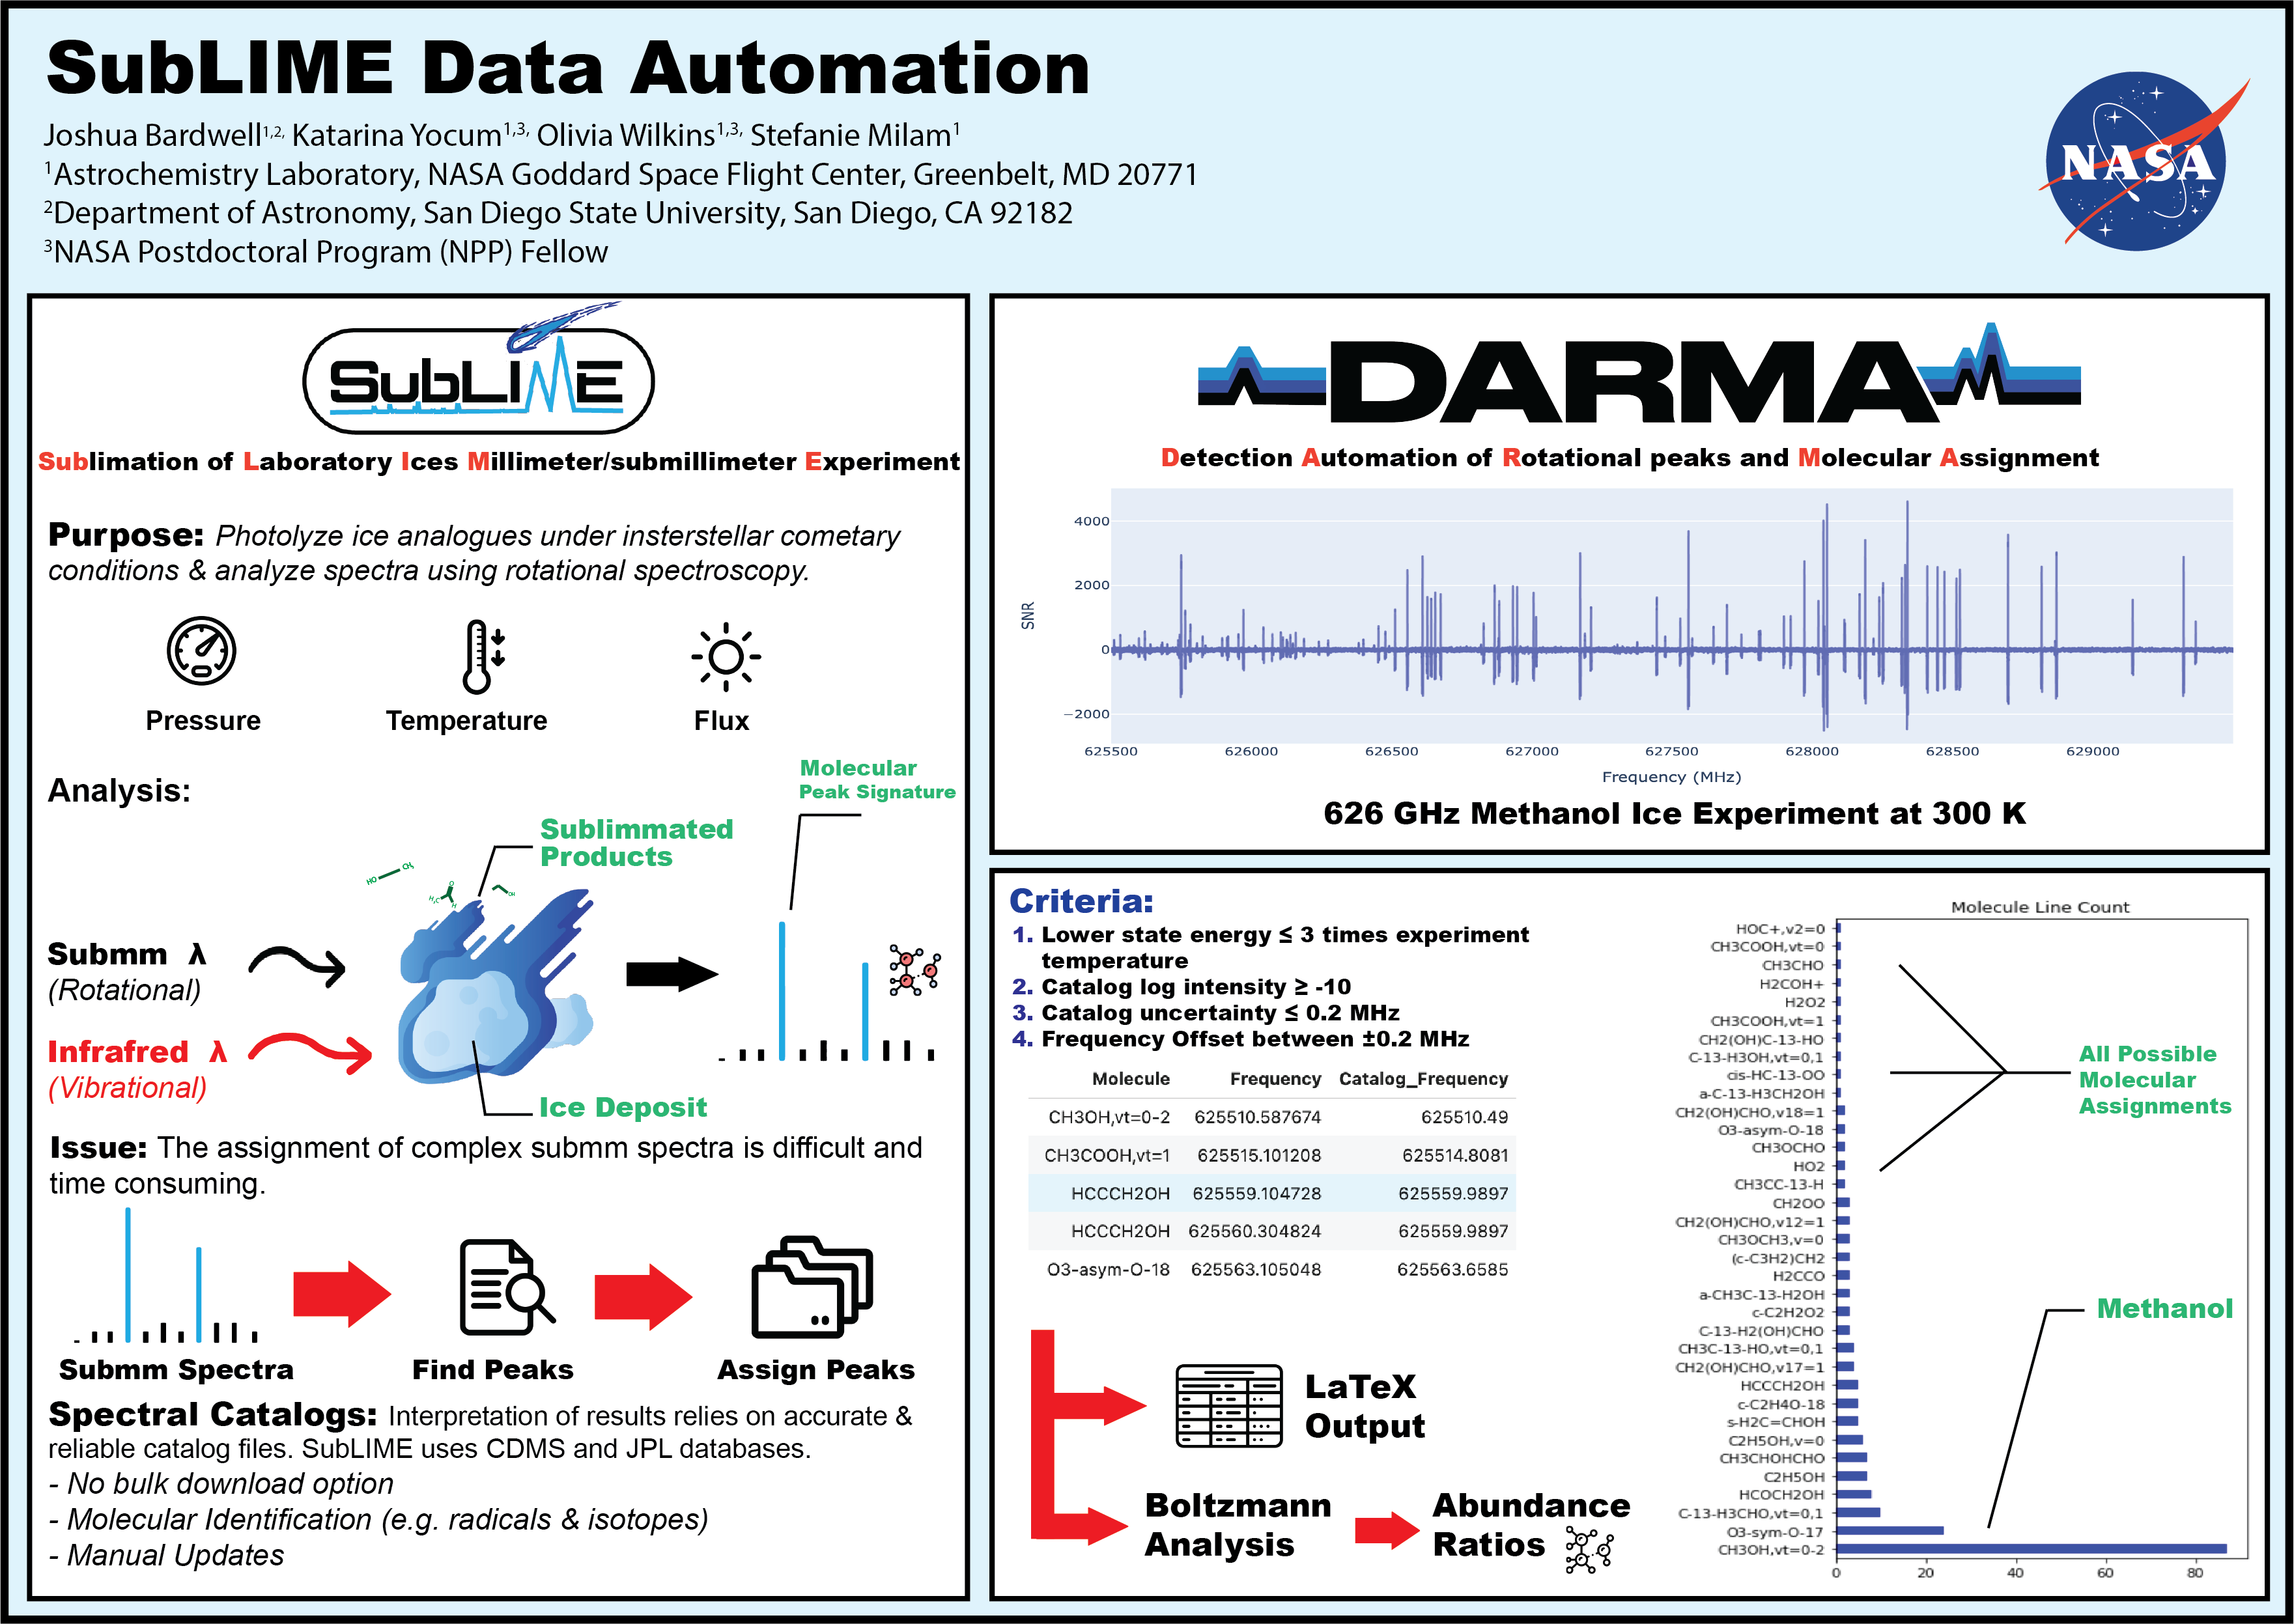 SubLIME Data Automation
Joshua Bardwell1,2, Katarina Yocum1,3, Olivia Wilkins1,3, Stefanie Milam1
1Astrochemistry Laboratory, NASA Goddard Space Flight Center, Greenbelt, MD 20771
2Department of Astronomy, San Diego State University, San Diego, CA 92182
3NASA Postdoctoral Program (NPP) Fellow
NASA
SubLIME
Sublimation of Laboratory Ices Millimeter/submillimeter Experiment
Purpose: Photolyze ice analogues under insterstellar cometary
conditions & analyze spectra using rotational spectroscopy.
Pressure
Temperature
Flux
Analysis:
Molecular
Peak Signature
Sublimmated
Products
HO
CH3
H3C
O
H
OH
Submm λ
(Rotational)
Infrafred λ
(Vibrational)
Ice Deposit
Issue: The assignment of complex submm spectra is difficult and
time consuming.
Submm Spectra
Find Peaks
Assign Peaks
Spectral Catalogs: Interpretation of results relies on accurate &
reliable catalog files. SubLIME uses CDMS and JPL databases.
- No bulk download option
- Molecular Identification (e.g. radicals & isotopes)
- Manual Updates
DARMA
Detection Automation of Rotational peaks and Molecular Assignment
4000
2000
0
−2000
SNR
625500 626000 626500 627000 627500 628000 628500 629000
Frequency (MHz)
626 GHz Methanol Ice Experiment at 300 K
Criteria:
1. Lower state energy ≤ 3 times experiment
temperature
2. Catalog log intensity ≥ -10
3. Catalog uncertainty ≤ 0.2 MHz
4. Frequency Offset between ±0.2 MHz
Molecule Frequency Catalog_Frequency
CH3OH,vt=0-2 625510.587674 625510.49
CH3COOH,vt=1 625515.101208 625514.8081
HCCCH2OH 625559.104728 625559.9897
HCCCH2OH 625560.304824 625559.9897
O3-asym-O-18 625563.105048 625563.6585
LaTeX
Output
Boltzmann
Analysis
Abundance
Ratios
Molecule Line Count
HOC+,v2=0
CH3COOH,vt=0
CH3CHO
H2COH+
H2O2
CH3COOH,vt=1
CH2(OH)C-13-HO
C-13-H3OH,vt=0,1
cis-HC-13-OO
a-C-13-H3CH2OH
CH2(OH)CHO,v18=1
O3-asym-O-18
CH3OCHO
HO2
CH3CC-13-H
CH2OO
CH2(OH)CHO,v12=1
CH3OCH3,v=0
(c-C3H2)CH2
H2CCO
a-CH3C-13-H2OH
c-C2H2O2
C-13-H2(OH)CHO
CH3C-13-HO,vt=0,1
CH2(OH)CHO,v17=1
HCCCH2OH
c-C2H4O-18
s-H2C=CHOH
C2H5OH,v=0
CH3CHOHCHO
C2H5OH
HCOCH2OH
C-13-H3CHO,vt=0,1
O3-sym-O-17
CH3OH,vt=0-2
0 20 40 60 80
All Possible
Molecular
Assignments
Methanol